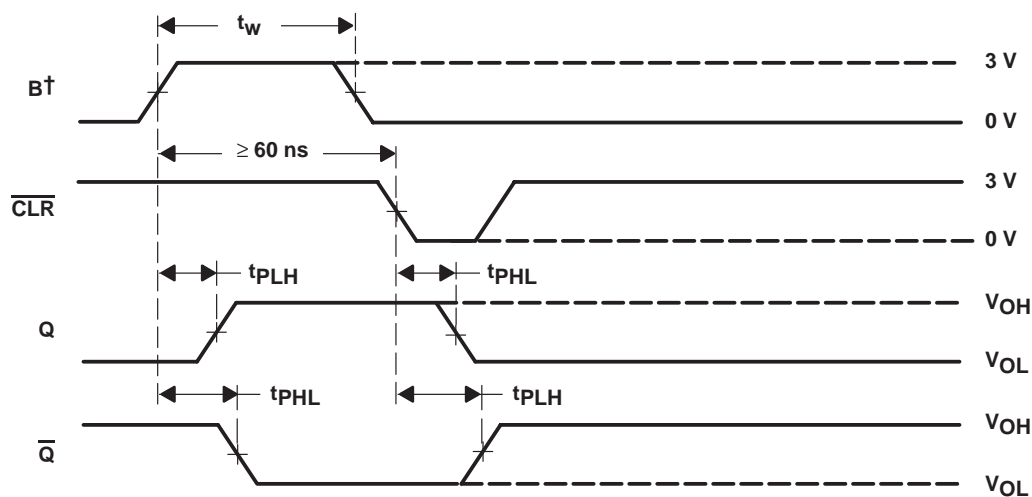 tw
B†
3 V
0 V
≥ 60 ns
CLR
3 V
0 V
tPLH
tPHL
Q
VOH
VOL
tPHL
tPLH
Q
VOH
VOL